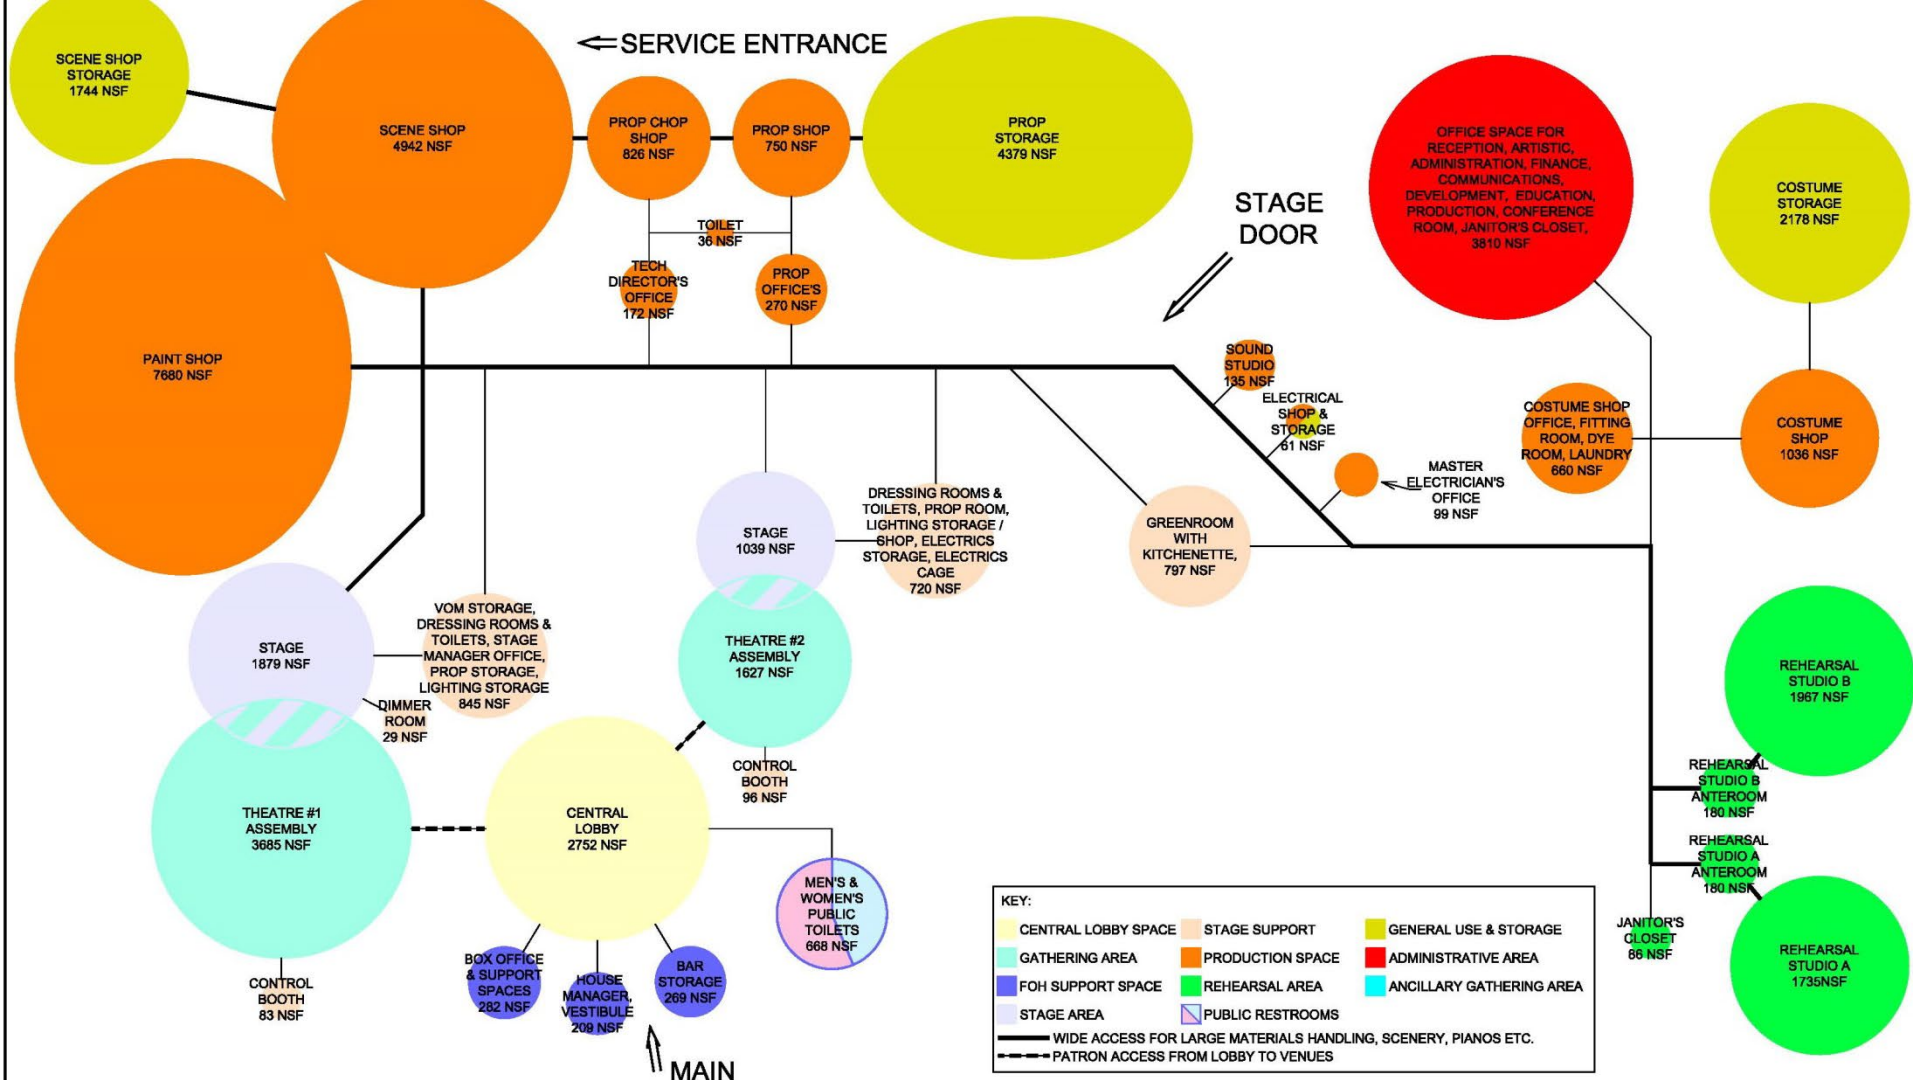 SERVICE ENTRANCE
SCENE SHOP
STORAGE
1744 NSF
SCENE SHOP
4942 NSF
PROP CHOP
SHOP
826 NSF
PROP SHOP
750 NSF
PROP
STORAGE
4379 NSF
OFFICE SPACE FOR
RECEPTION, ARTISTIC,
ADMINISTRATION, FINANCE,
COMMUNICATIONS,
DEVELOPMENT, EDUCATION,
PRODUCTION, CONFERENCE
ROOM, JANITOR'S CLOSET,
3810 NSF
COSTUME
STORAGE
2178 NSF
STAGE
DOOR
TOILET
36 NSF
TECH
DIRECTOR'S
OFFICE
172 NSF
PROP
OFFICE'S
270 NSF
PAINT SHOP
7680 NSF
SOUND
STUDIO
135 NSF
ELECTRICAL
SHOP &
STORAGE
61 NSF
MASTER
ELECTRICIAN'S
OFFICE
99 NSF
COSTUME SHOP
OFFICE, FITTING
ROOM, DYE
ROOM, LAUNDRY
660 NSF
COSTUME
SHOP
1036 NSF
STAGE
1039 NSF
DRESSING ROOMS &
TOILETS, PROP ROOM,
LIGHTING STORAGE /
SHOP, ELECTRICS
STORAGE, ELECTRICS
CAGE
720 NSF
GREENROOM
WITH
KITCHENETTE,
797 NSF
STAGE
1879 NSF
VOM STORAGE,
DRESSING ROOMS &
TOILETS, STAGE
MANAGER OFFICE,
PROP STORAGE,
LIGHTING STORAGE
845 NSF
DIMMER
ROOM
29 NSF
THEATRE #2
ASSEMBLY
1627 NSF
CONTROL
BOOTH
96 NSF
REHEARSAL
STUDIO B
1967 NSF
REHEARSAL
STUDIO B
ANTEROOM
180 NSF
REHEARSAL
STUDIO A
ANTEROOM
180 NSF
THEATRE #1
ASSEMBLY
3685 NSF
CENTRAL
LOBBY
2752 NSF
MEN'S &
WOMEN'S
PUBLIC
TOILETS
668 NSF
CONTROL
BOOTH
83 NSF
BOX OFFICE
& SUPPORT
SPACES
282 NSF
HOUSE
MANAGER,
VESTIBULE
209 NSF
BAR
STORAGE
269 NSF
MAIN
JANITOR'S
CLOSET
86 NSF
REHEARSAL
STUDIO A
1735NSF
KEY:
CENTRAL LOBBY SPACE
STAGE SUPPORT
GENERAL USE & STORAGE
GATHERING AREA
PRODUCTION SPACE
ADMINISTRATIVE AREA
FOH SUPPORT SPACE
REHEARSAL AREA
ANCILLARY GATHERING AREA
STAGE AREA
PUBLIC RESTROOMS
WIDE ACCESS FOR LARGE MATERIALS HANDLING, SCENERY, PIANOS ETC.
PATRON ACCESS FROM LOBBY TO VENUES